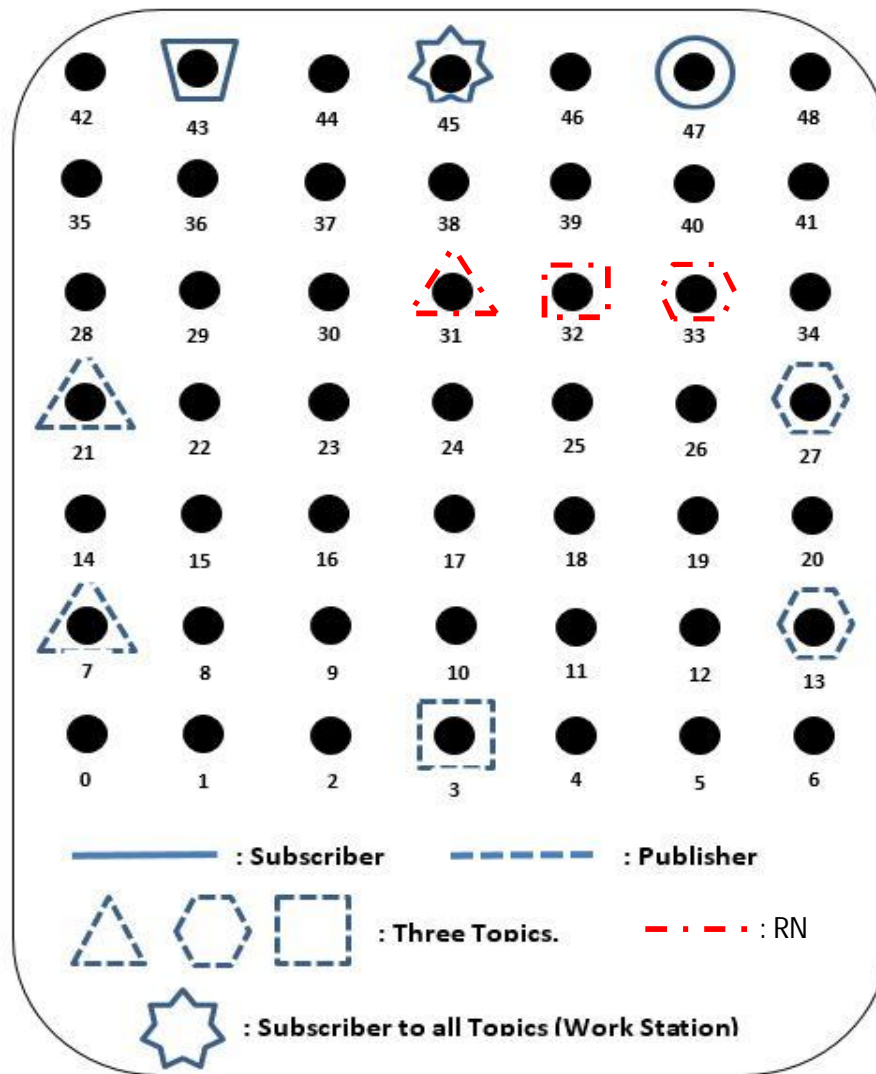 42 43 44 45 46 47 48
35 36 37 38 39 40 41
28 29 30 31 32 33 34
21 22 23 24 25 26 27
14 15 16 17 18 19 20
7 8 9 10 11 12 13
0 1 2 3 4 5 6
: Subscriber : Publisher
: Three Topics. : RN
: Subscriber to all Topics (Work Station)